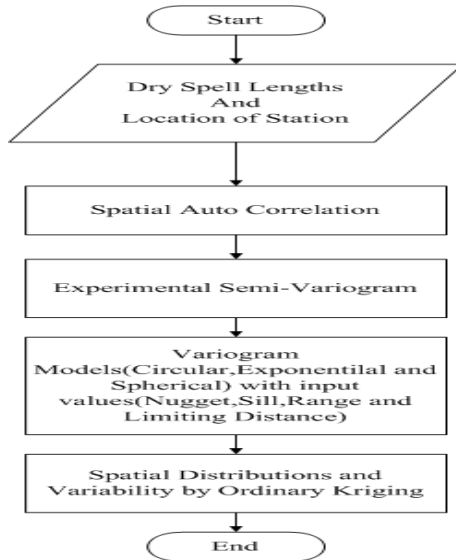 Start
Dry Spell Lengths
And
Location of Station
Spatial Auto Correlation
Experimental Semi-Variogram
Variogram
Models(Circular,Exponentilal and
Spherical) with input
values(Nugget,Sill,Range and
Limiting Distance)
Spatial Distributions and
Variability by Ordinary Kriging
End